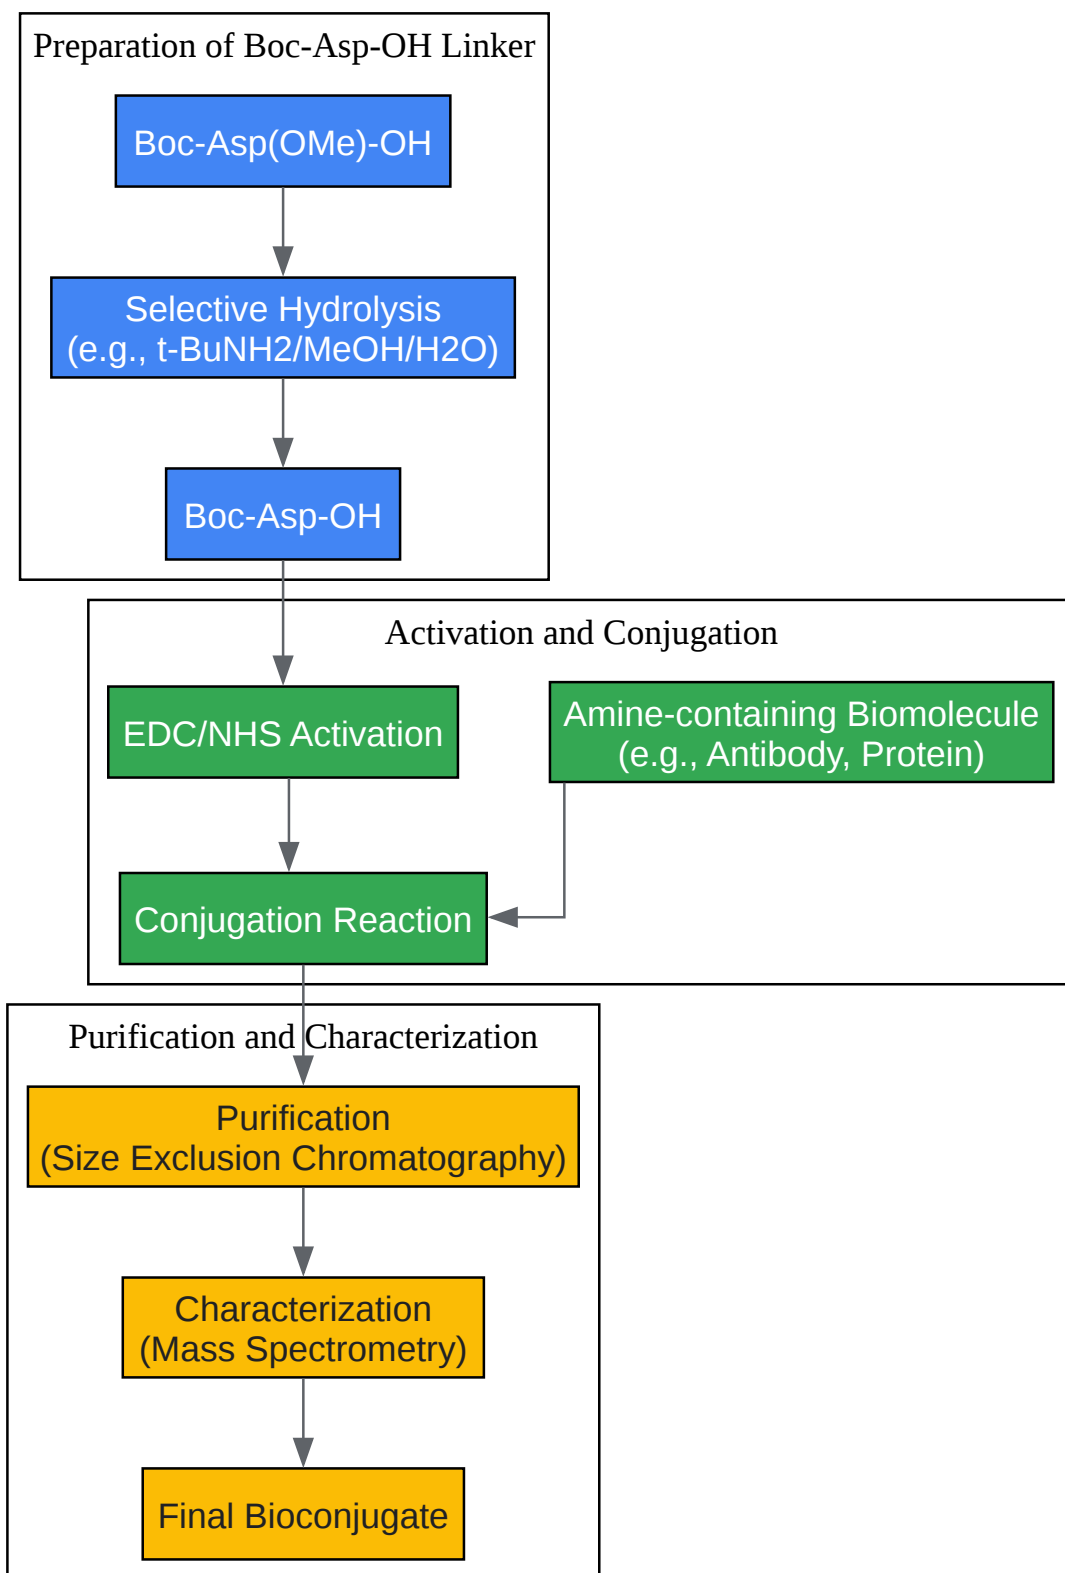 Preparation of Boc-Asp-OH Linker
Boc-Asp(OMe)-OH
Selective Hydrolysis
(e.g., t-BuNH2/MeOH/H2O)
Boc-Asp-OH
Activation and Conjugation
EDC/NHS Activation
Amine-containing Biomolecule
(e.g., Antibody, Protein)
Conjugation Reaction
Purification and Characterization
Purification
(Size Exclusion Chromatography)
Characterization
(Mass Spectrometry)
Final Bioconjugate